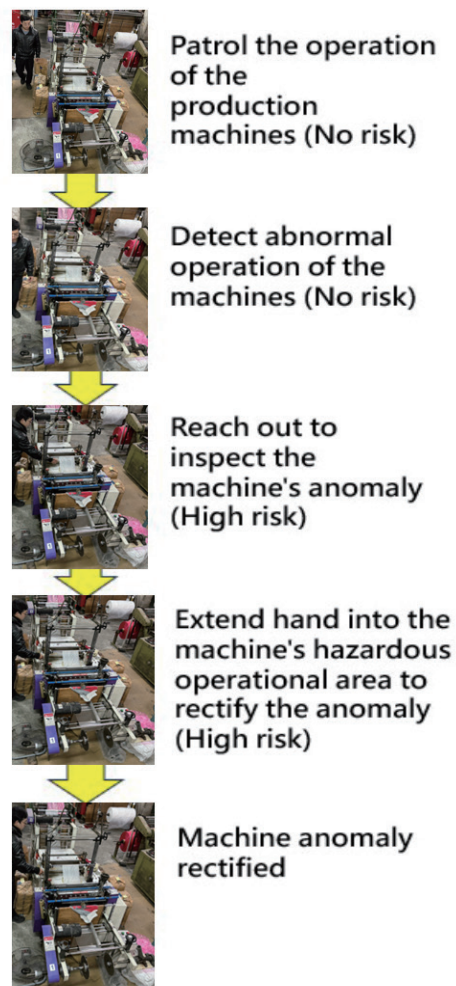 Patrol the operation
of the
production
machines (No risk)
Detect abnormal
operation of the
machines (No risk)
Reach out to
inspect the
machine's anomaly
(High risk)
Extend hand into the
machine's hazardous
operational area to
rectify the anomaly
(High risk)
Machine anomaly
rectified